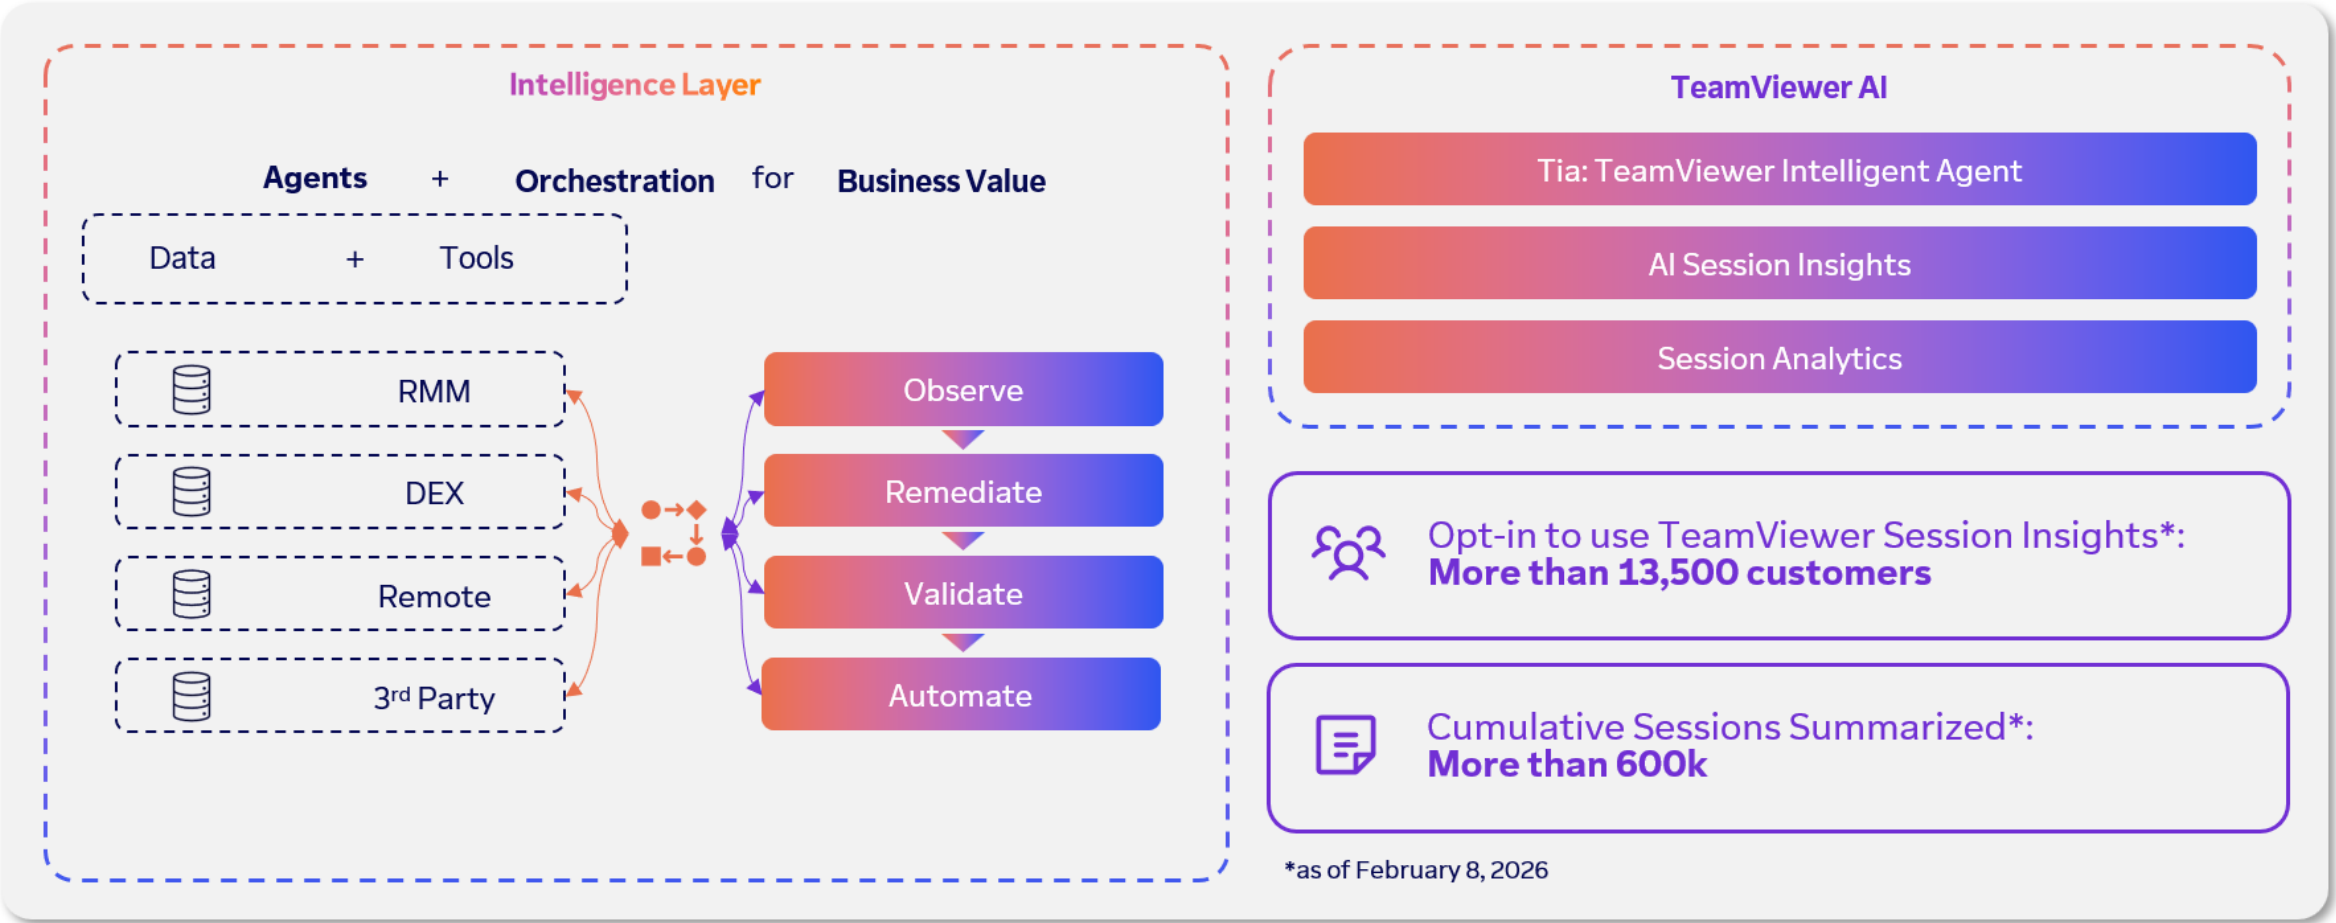 Intelligence Layer
Agents + Orchestration for Business Value
Data + Tools
RMM
DEX
Remote
3rd Party
Observe
Remediate
Validate
Automate
TeamViewer AI
Tia: TeamViewer Intelligent Agent
AI Session Insights
Session Analytics
Opt-in to use TeamViewer Session Insights*:
More than 13,500 customers
Cumulative Sessions Summarized*:
More than 600k
*as of February 8, 2026